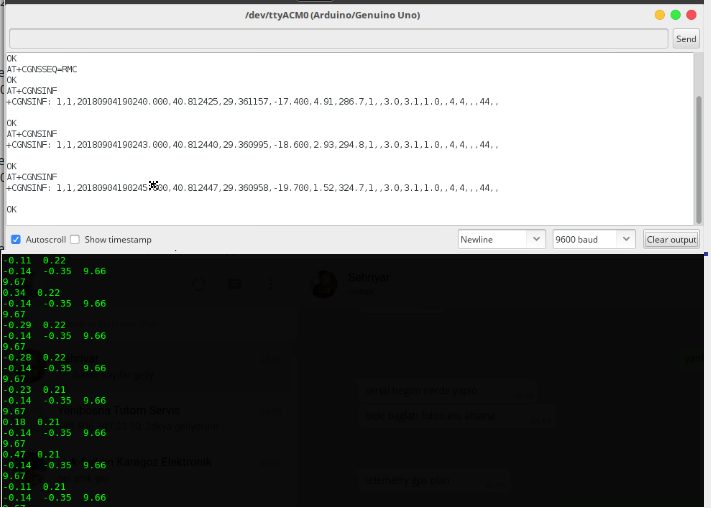 /dev/ttyACM0 (Arduino/Genuino Uno)
Send
OK
AT+CGNSSEQ=RMC
OK
AT+CGNSINF
+CGNSINF: 1,1,20180904190240.000,40.812425,29.361157,-17.400,4.91,286.7,1,,3.0,3.1,1.0,,4,4,,,44,,
OK
AT+CGNSINF
+CGNSINF: 1,1,20180904190243.000,40.812440,29.360995,-18.600,2.93,294.8,1,,3.0,3.1,1.0,,4,4,,,44,,
OK
AT+CGNSINF
+CGNSINF: 1,1,20180904190245.000,40.812447,29.360958,-19.700,1.52,324.7,1,,3.0,3.1,1.0,,4,4,,,44,,
OK
Autoscroll Show timestamp Newline 9600 baud Clear output
-0.11 0.22
-0.14 -0.35 9.66
9.67
0.34 0.22
-0.14 -0.35 9.66
9.67
-0.29 0.22
-0.14 -0.35 9.66
9.67
-0.28 0.22
-0.14 -0.35 9.66
9.67
-0.23 0.21
-0.14 -0.35 9.66
9.67
0.18 0.21
-0.14 -0.35 9.66
9.67
0.47 0.21
-0.14 -0.35 9.66
9.67
-0.11 0.21
-0.14 -0.35 9.66
9.67